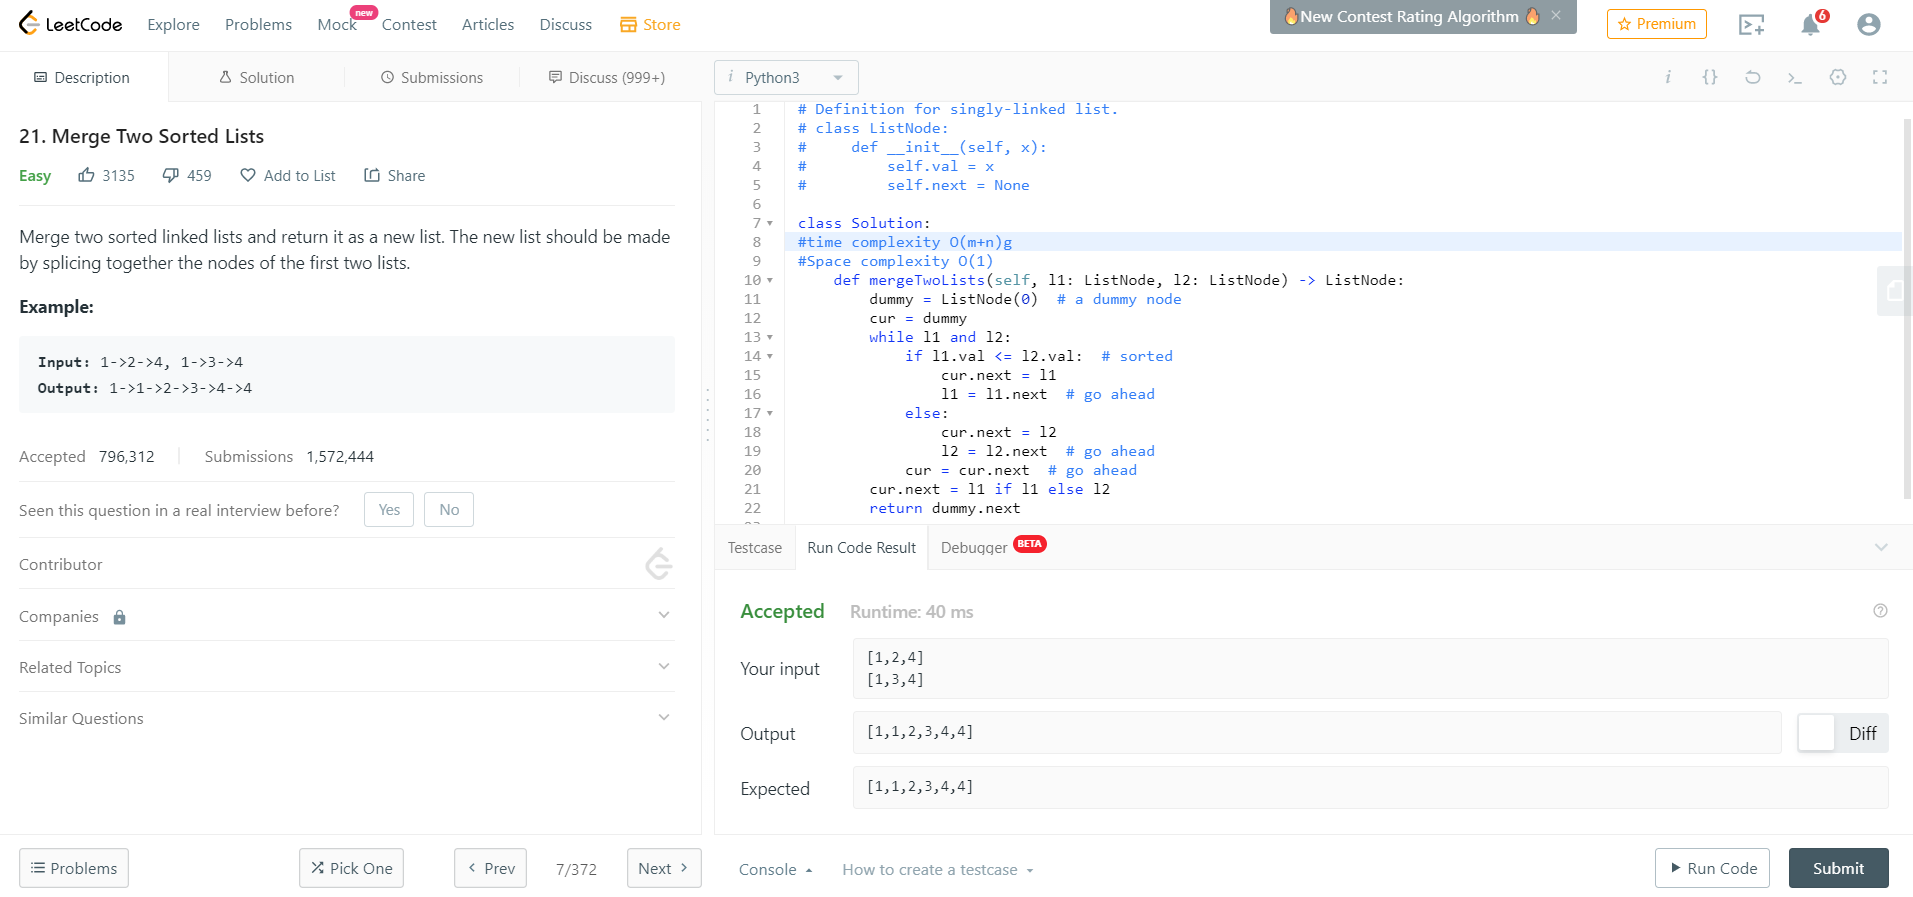 LeetCode Explore Problems Mock new Contest Articles Discuss Store 🔥New Contest Rating Algorithm 🔥 × Premium 6
Description Solution Submissions Discuss (999+)
21. Merge Two Sorted Lists
Easy 3135 459 Add to List Share
Merge two sorted linked lists and return it as a new list. The new list should be made
by splicing together the nodes of the first two lists.
Example:
Input: 1->2->4, 1->3->4
Output: 1->1->2->3->4->4
Accepted 796,312 Submissions 1,572,444
Seen this question in a real interview before? Yes No
Contributor
Companies
Related Topics
Similar Questions
Problems Pick One Prev 7/372 Next
i Python3 i {}
1 # Definition for singly-linked list.
2 # class ListNode:
3 #     def __init__(self, x):
4 #         self.val = x
5 #         self.next = None
6
7 class Solution:
8 #time complexity O(m+n)g
9 #Space complexity O(1)
10     def mergeTwoLists(self, l1: ListNode, l2: ListNode) -> ListNode:
11         dummy = ListNode(0)  # a dummy node
12         cur = dummy
13         while l1 and l2:
14             if l1.val <= l2.val:  # sorted
15                 cur.next = l1
16                 l1 = l1.next  # go ahead
17             else:
18                 cur.next = l2
19                 l2 = l2.next  # go ahead
20             cur = cur.next  # go ahead
21         cur.next = l1 if l1 else l2
22         return dummy.next
Testcase Run Code Result Debugger BETA
Accepted Runtime: 40 ms
Your input
[1,2,4]
[1,3,4]
Output [1,1,2,3,4,4] Diff
Expected [1,1,2,3,4,4]
Console How to create a testcase Run Code Submit